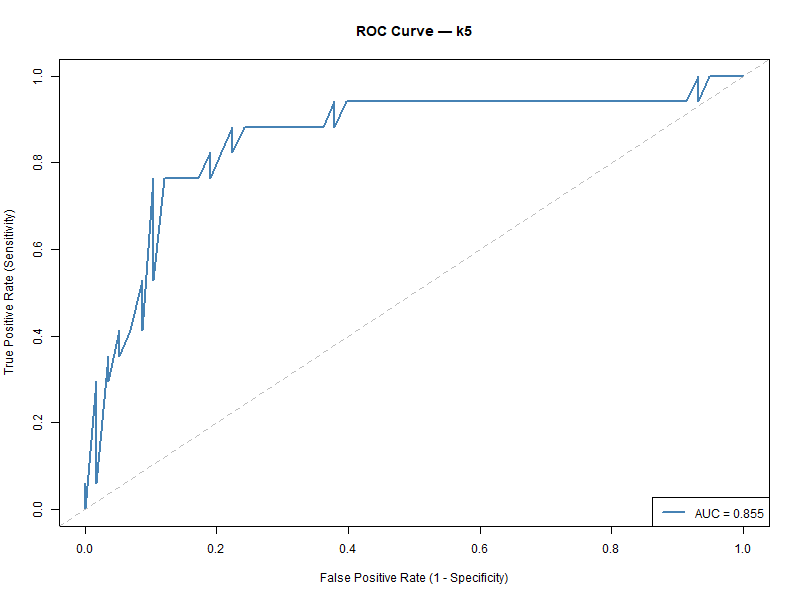 ROC Curve — k5
True Positive Rate (Sensitivity)
1.0
0.8
0.6
0.4
0.2
0.0
0.0 0.2 0.4 0.6 0.8 1.0
False Positive Rate (1 - Specificity)
AUC = 0.855